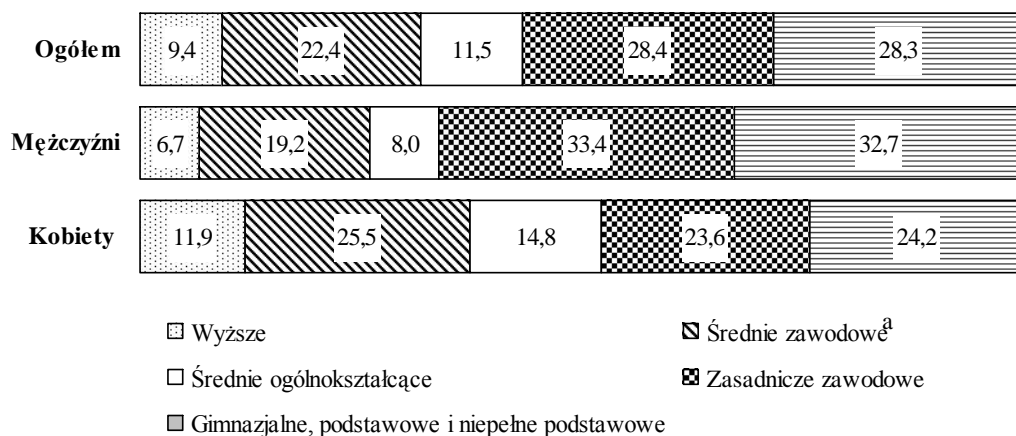 Ogółem 9,4 22,4 11,5 28,4 28,3
Mężczyźni 6,7 19,2 8,0 33,4 32,7
Kobiety 11,9 25,5 14,8 23,6 24,2
Wyższe Średnie zawodowe a
Średnie ogólnokształcące Zasadnicze zawodowe
Gimnazjalne, podstawowe i niepełne podstawowe